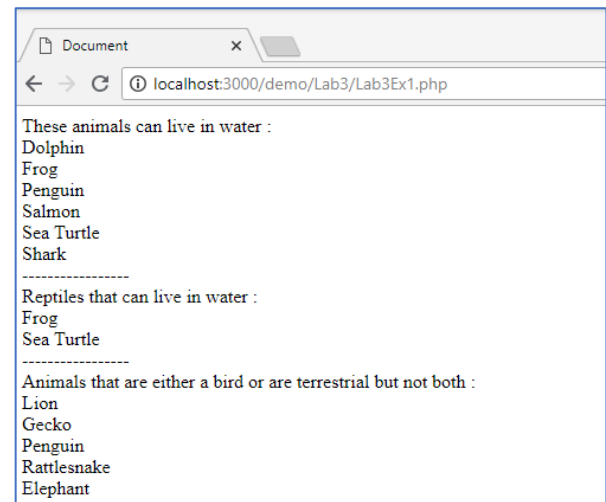 Document
localhost:3000/demo/Lab3/Lab3Ex1.php
These animals can live in water :
Dolphin
Frog
Penguin
Salmon
Sea Turtle
Shark
-----------------
Reptiles that can live in water :
Frog
Sea Turtle
-----------------
Animals that are either a bird or are terrestrial but not both :
Lion
Gecko
Penguin
Rattlesnake
Elephant